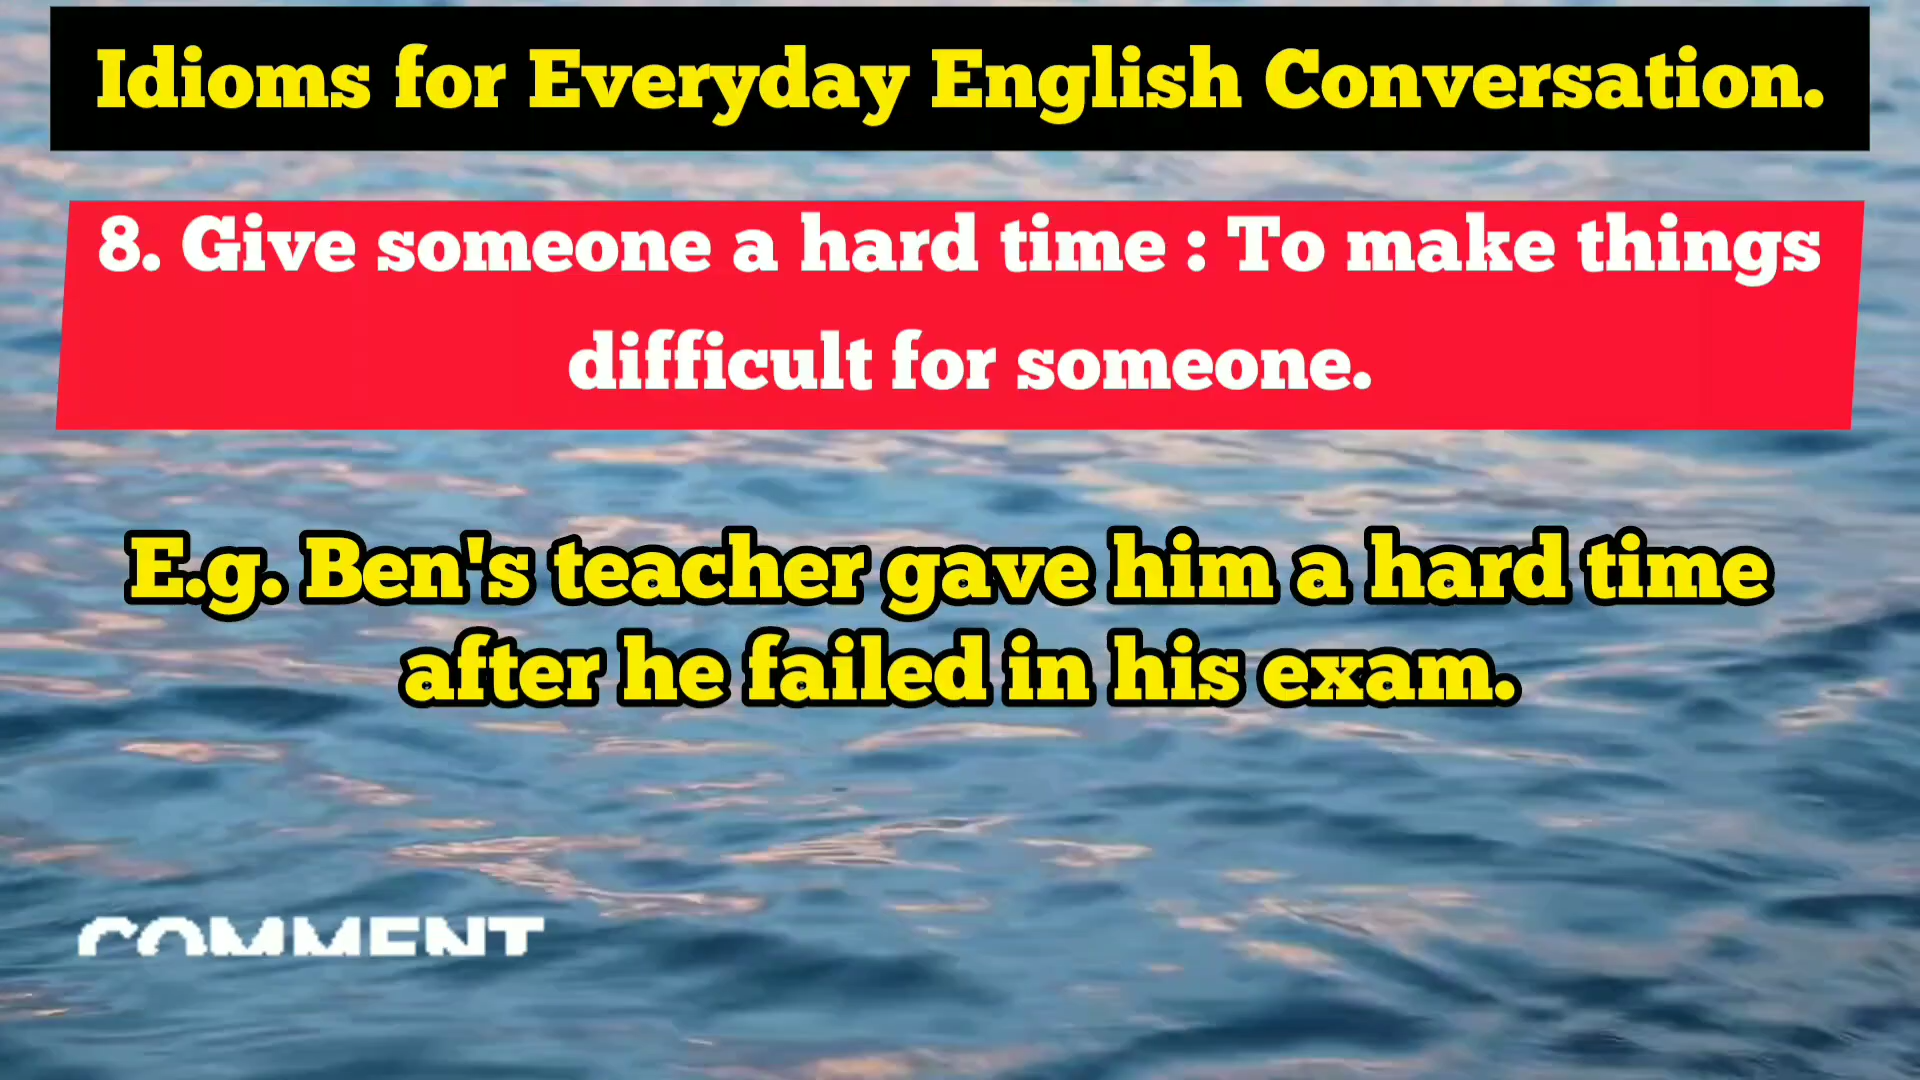 Idioms for Everyday English Conversation.
8. Give someone a hard time : To make things
difficult for someone.
E.g. Ben's teacher gave him a hard time
after he failed in his exam.
COMMENT